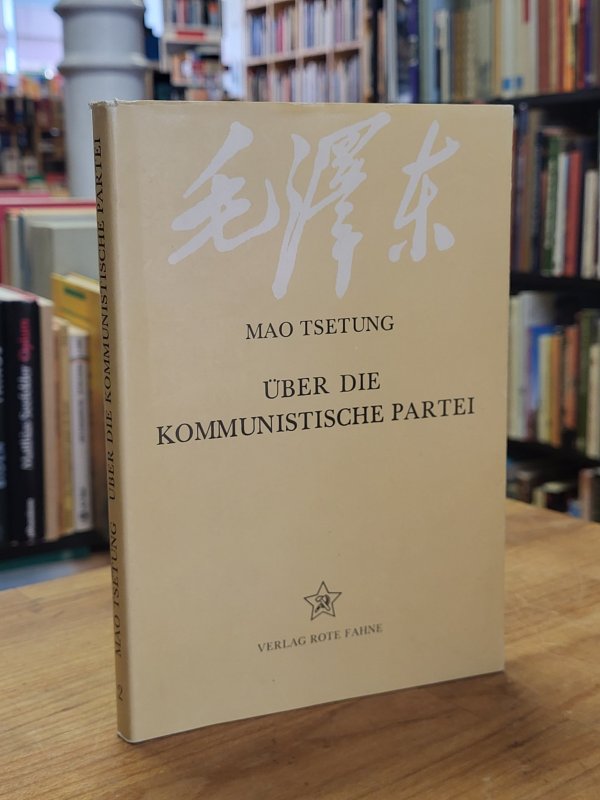 毛澤东
MAO TSETUNG
ÜBER DIE
KOMMUNISTISCHE PARTEI
VERLAG ROTE FAHNE
MAO TSETUNG ÜBER DIE KOMMUNISTISCHE PARTEI
2
Opium